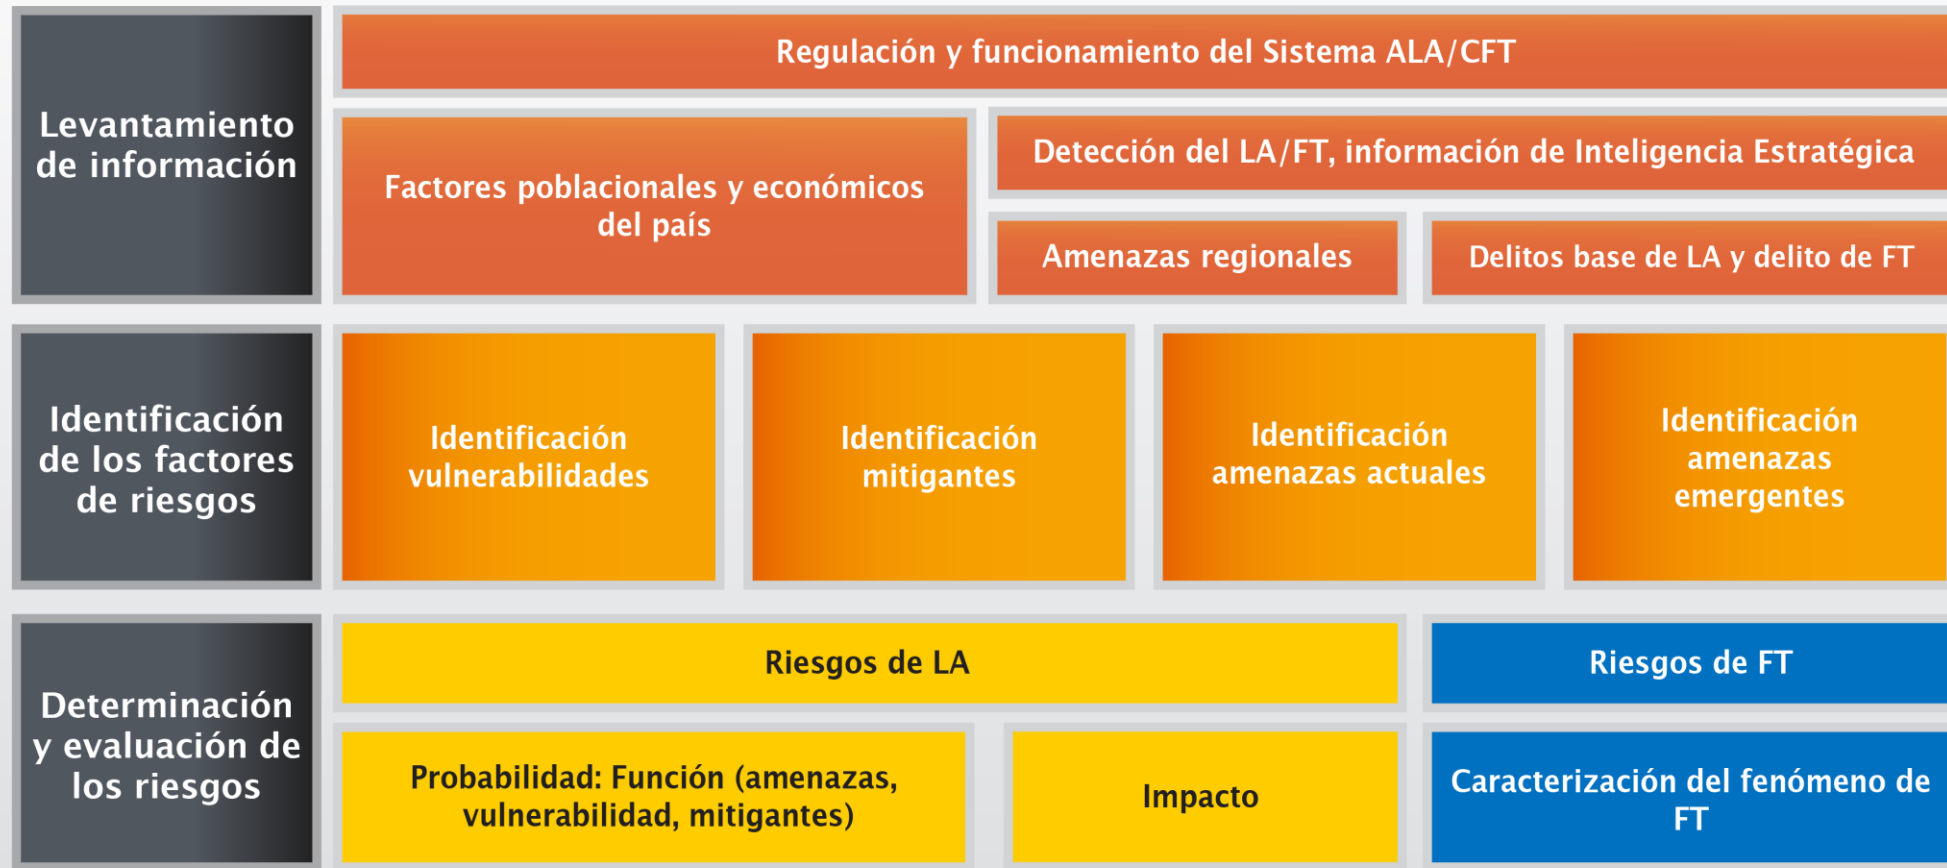 Levantamiento
de información
Regulación y funcionamiento del Sistema ALA/CFT
Factores poblacionales y económicos
del país
Detección del LA/FT, información de Inteligencia Estratégica
Amenazas regionales
Delitos base de LA y delito de FT
Identificación
de los factores
de riesgos
Identificación
vulnerabilidades
Identificación
mitigantes
Identificación
amenazas actuales
Identificación
amenazas
emergentes
Determinación
y evaluación de
los riesgos
Riesgos de LA
Riesgos de FT
Probabilidad: Función (amenazas,
vulnerabilidad, mitigantes)
Impacto
Caracterización del fenómeno de
FT